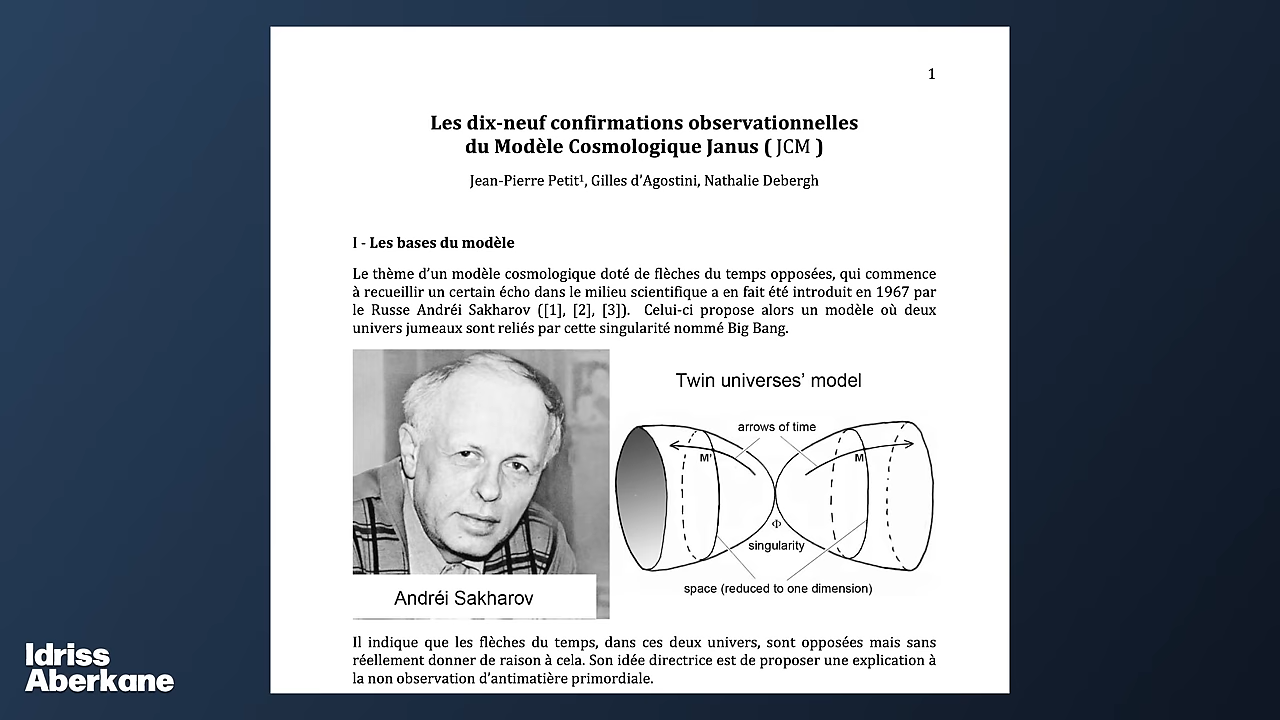 1
Les dix-neuf confirmations observationnelles
du Modèle Cosmologique Janus ( JCM )
Jean-Pierre Petit¹, Gilles d’Agostini, Nathalie Debergh
I - Les bases du modèle
Le thème d’un modèle cosmologique doté de flèches du temps opposées, qui commence
à recueillir un certain écho dans le milieu scientifique a en fait été introduit en 1967 par
le Russe Andréi Sakharov ([1], [2], [3]). Celui-ci propose alors un modèle où deux
univers jumeaux sont reliés par cette singularité nommé Big Bang.
Twin universes’ model
arrows of time
M'
M
Φ
singularity
space (reduced to one dimension)
Andréi Sakharov
Il indique que les flèches du temps, dans ces deux univers, sont opposées mais sans
réellement donner de raison à cela. Son idée directrice est de proposer une explication à
la non observation d’antimatière primordiale.
Idriss
Aberkane